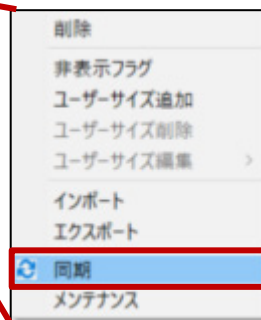 削除
非表示フラグ
ユーザーサイズ追加
ユーザーサイズ削除
ユーザーサイズ編集
インポート
エクスポート
同期
メンテナンス